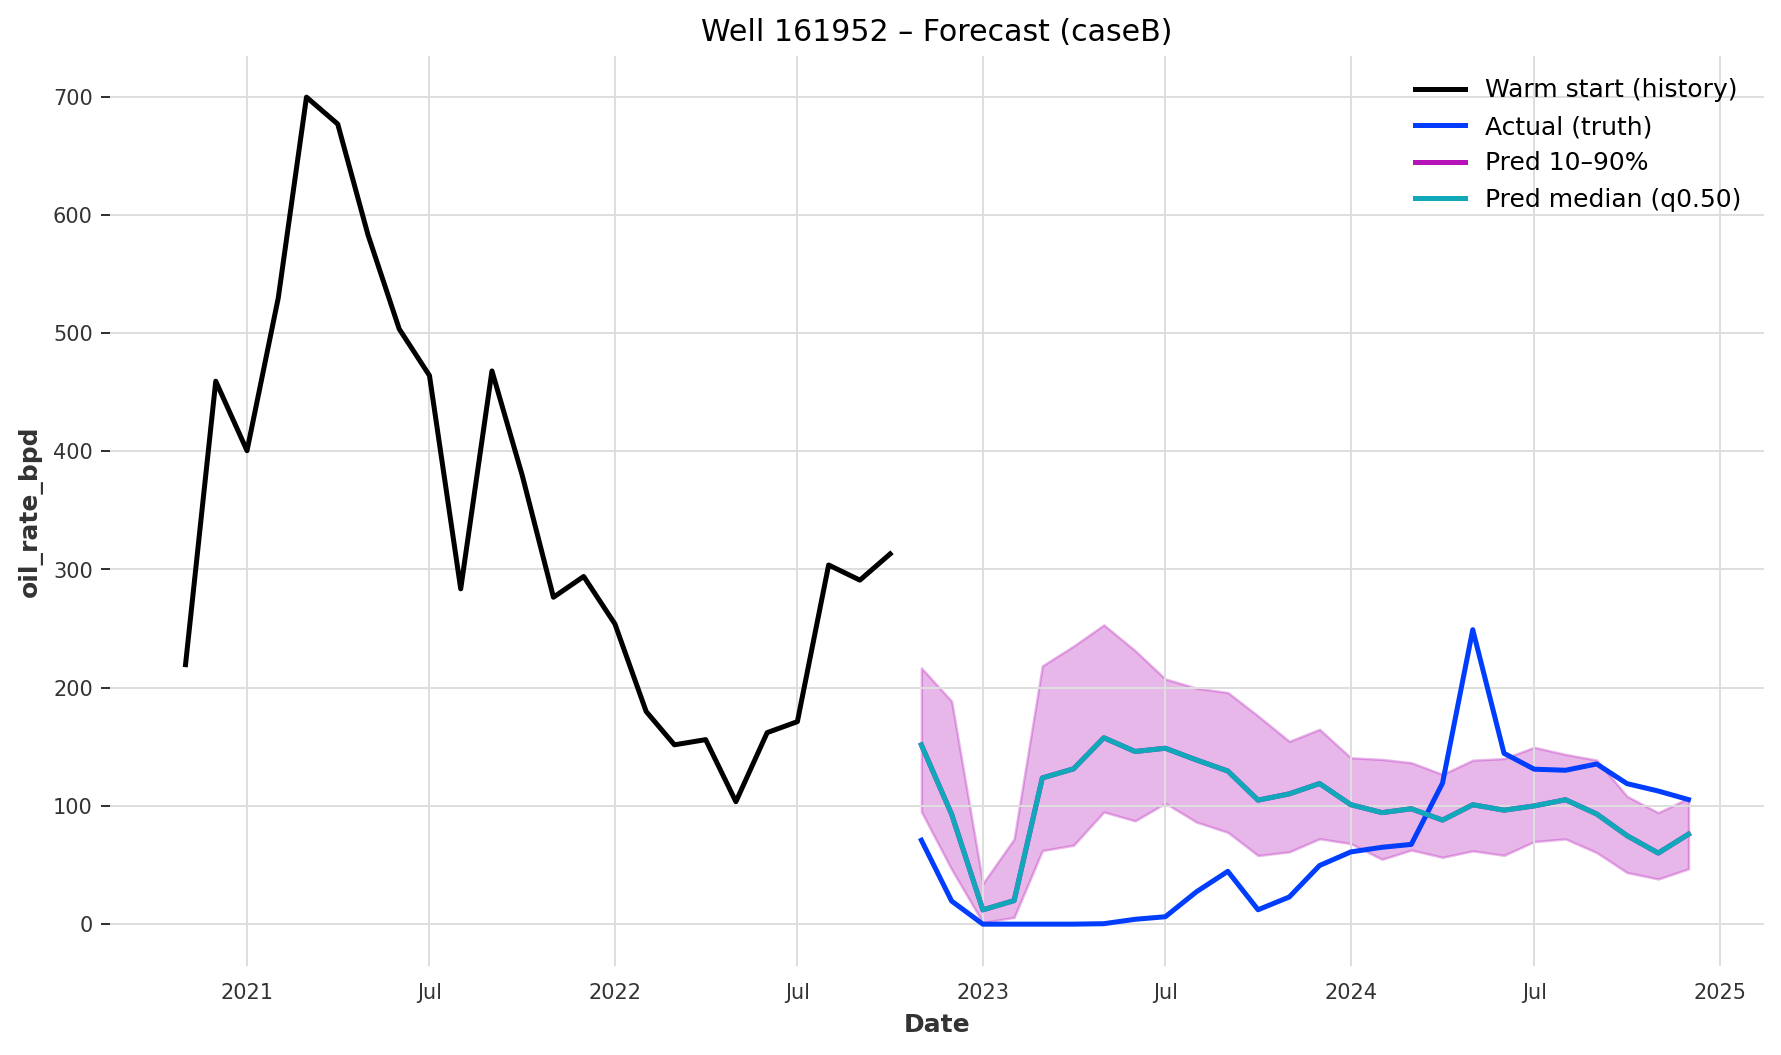 Well 161952 – Forecast (caseB)
Warm start (history)
Actual (truth)
Pred 10–90%
Pred median (q0.50)
oil_rate_bpd
700
600
500
400
300
200
100
0
2021
Jul
2022
Jul
2023
Jul
2024
Jul
2025
Date